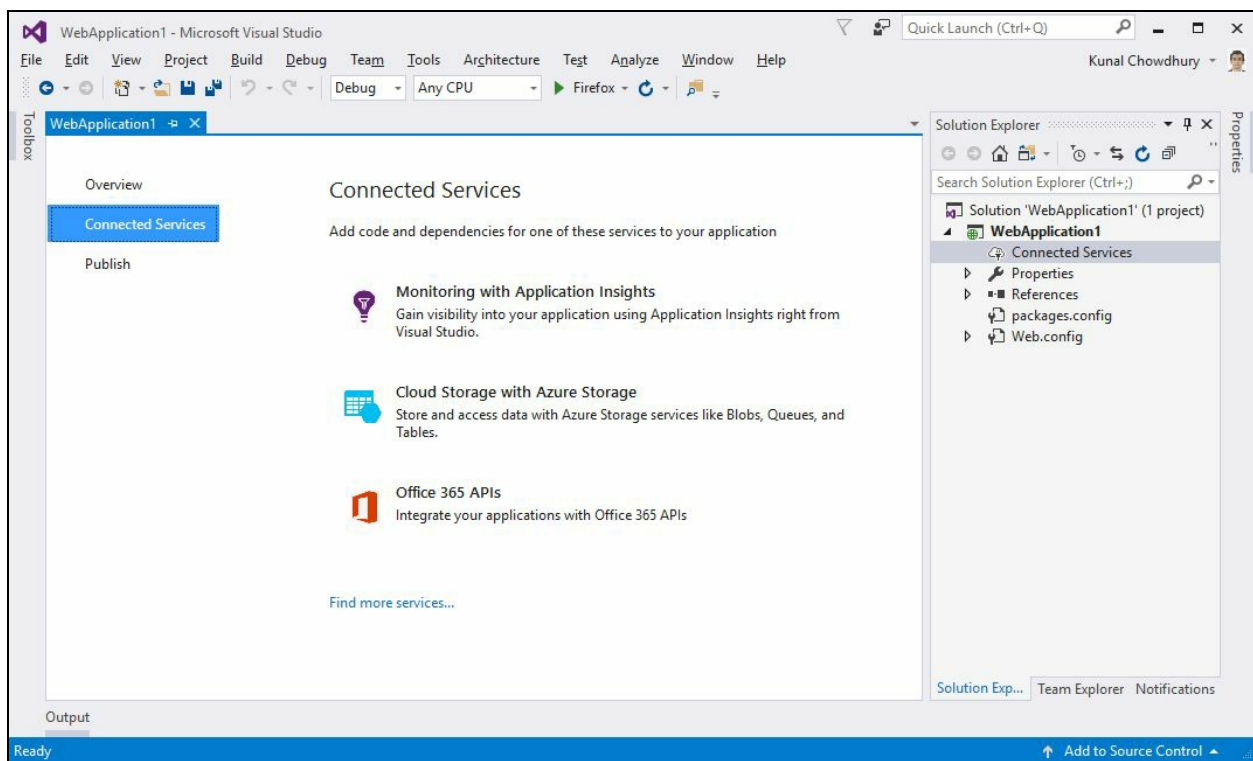 WebApplication1 - Microsoft Visual Studio
Quick Launch (Ctrl+Q)
File Edit View Project Build Debug Team Tools Architecture Test Analyze Window Help
Kunal Chowdhury
Debug Any CPU Firefox
Toolbox
WebApplication1
Overview
Connected Services
Publish
Connected Services
Add code and dependencies for one of these services to your application
Monitoring with Application Insights
Gain visibility into your application using Application Insights right from
Visual Studio.
Cloud Storage with Azure Storage
Store and access data with Azure Storage services like Blobs, Queues, and
Tables.
Office 365 APIs
Integrate your applications with Office 365 APIs
Find more services...
Solution Explorer
Search Solution Explorer (Ctrl+;)
Solution 'WebApplication1' (1 project)
WebApplication1
Connected Services
Properties
References
packages.config
Web.config
Solution Exp... Team Explorer Notifications
Properties
Output
Ready
Add to Source Control